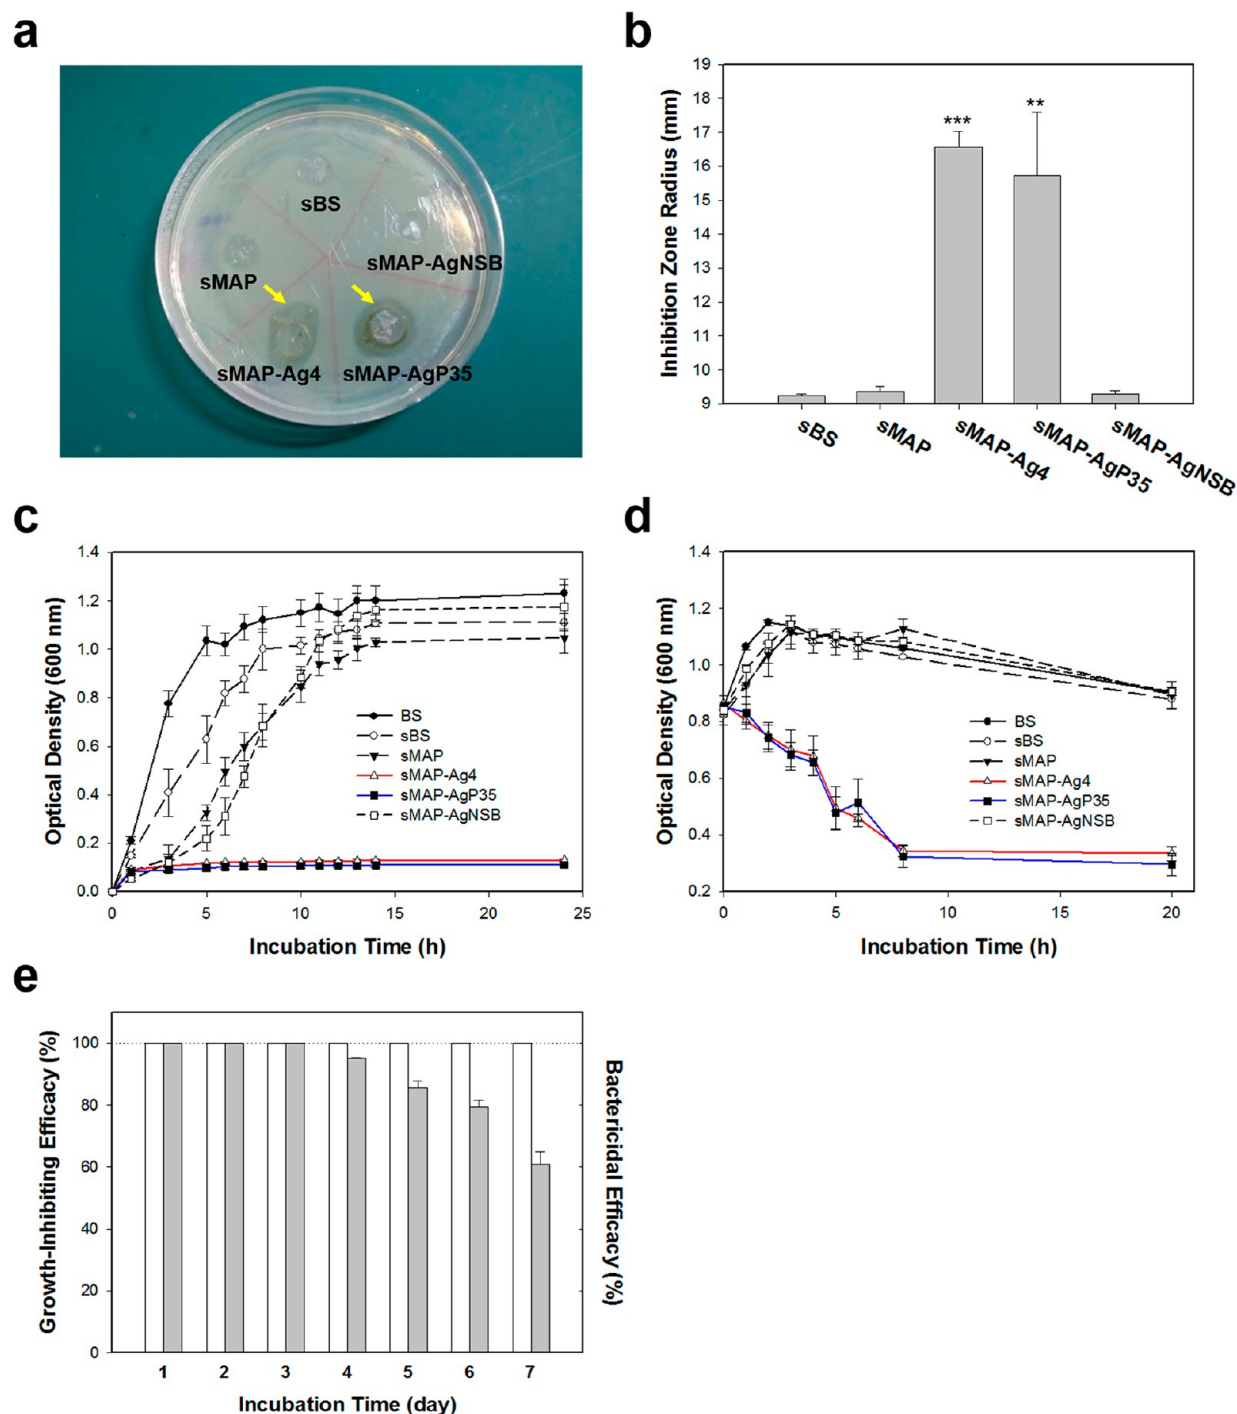 a
sBS
sMAP-AgNSB
sMAP
sMAP-Ag4
sMAP-AgP35
b
Inhibition Zone Radius (mm)
19
18
17
16
15
14
13
12
11
10
9
***
**
sBS
sMAP
sMAP-Ag4
sMAP-AgP35
sMAP-AgNSB
c
Optical Density (600 nm)
1.4
1.2
1.0
0.8
0.6
0.4
0.2
0.0
BS
sBS
sMAP
sMAP-Ag4
sMAP-AgP35
sMAP-AgNSB
0 5 10 15 20 25
Incubation Time (h)
d
Optical Density (600 nm)
1.4
1.2
1.0
0.8
0.6
0.4
0.2
BS
sBS
sMAP
sMAP-Ag4
sMAP-AgP35
sMAP-AgNSB
0 5 10 15 20
Incubation Time (h)
e
Growth-Inhibiting Efficacy (%)
100
80
60
40
20
0
Bactericidal Efficacy (%)
1 2 3 4 5 6 7
Incubation Time (day)